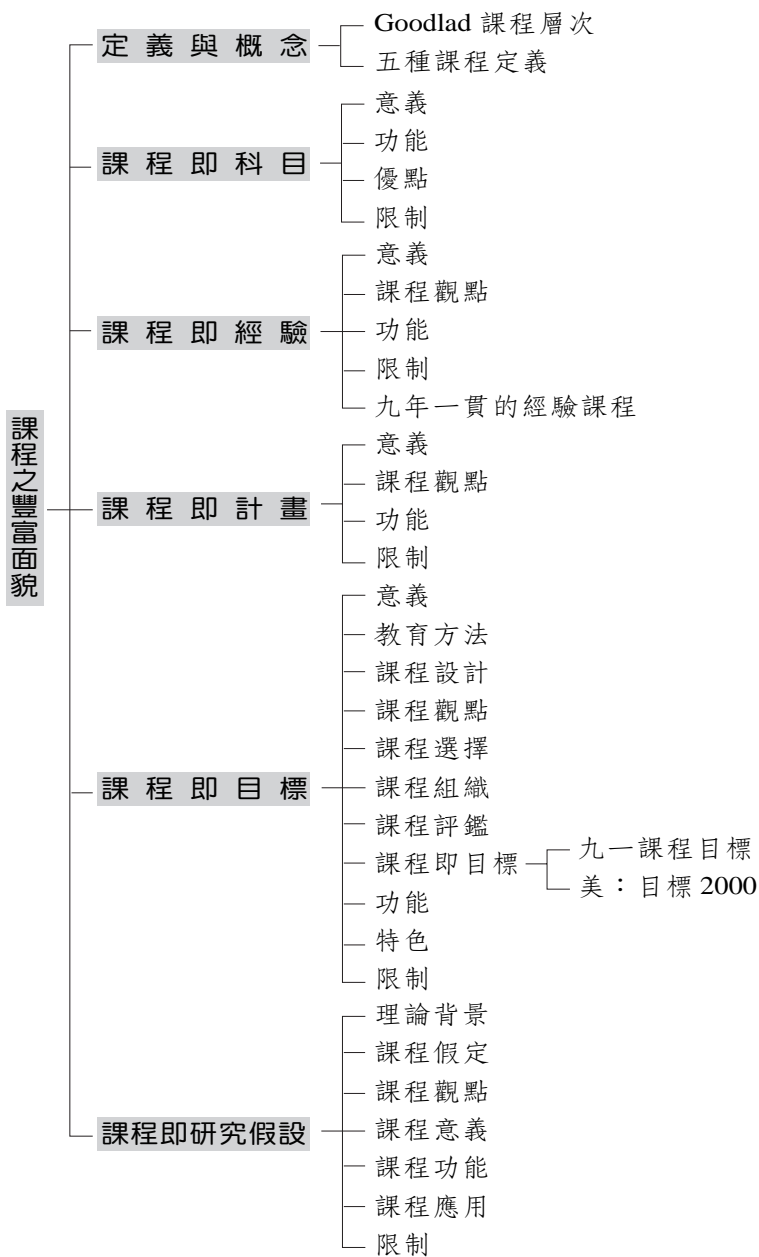 課程之豐富面貌
定義與概念
Goodlad 課程層次
五種課程定義
課程即科目
意義
功能
優點
限制
課程即經驗
意義
課程觀點
功能
限制
九年一貫的經驗課程
課程即計畫
意義
課程觀點
功能
限制
課程即目標
意義
教育方法
課程設計
課程觀點
課程選擇
課程組織
課程評鑑
課程即目標
九一課程目標
美：目標 2000
功能
特色
限制
課程即研究假設
理論背景
課程假定
課程觀點
課程意義
課程功能
課程應用
限制